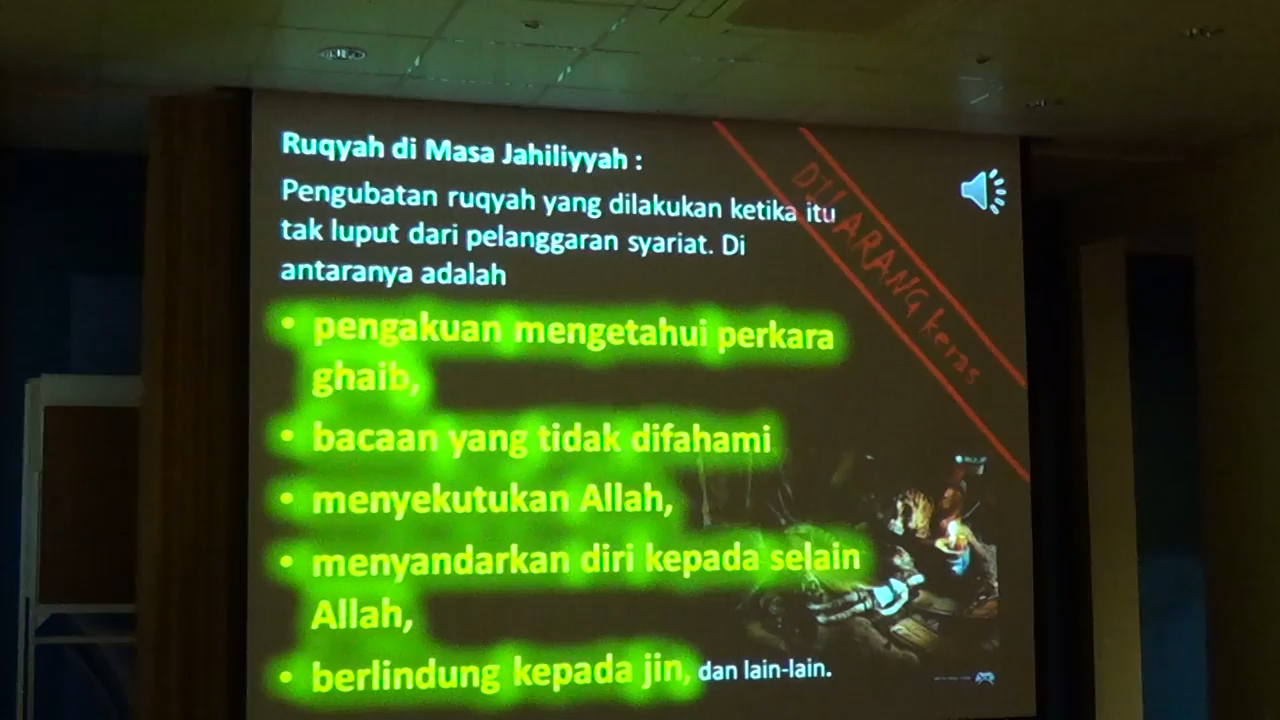 Ruqyah di Masa Jahiliyyah :
Pengubatan ruqyah yang dilakukan ketika itu
tak luput dari pelanggaran syariat. Di
antaranya adalah
• pengakuan mengetahui perkara
ghaib,
• bacaan yang tidak difahami
• menyekutukan Allah,
• menyandarkan diri kepada selain
Allah,
• berlindung kepada jin, dan lain-lain.
DILARANG keras